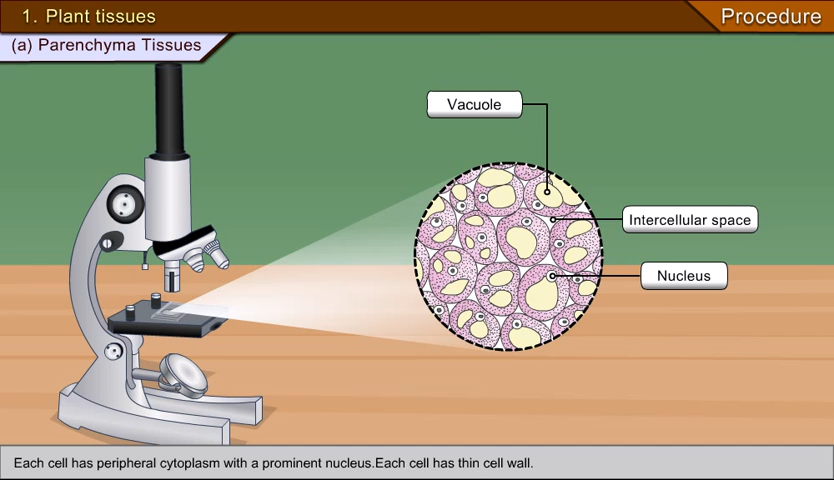 1. Plant tissues
Procedure
(a) Parenchyma Tissues
Vacuole
Intercellular space
Nucleus
Each cell has peripheral cytoplasm with a prominent nucleus.Each cell has thin cell wall.